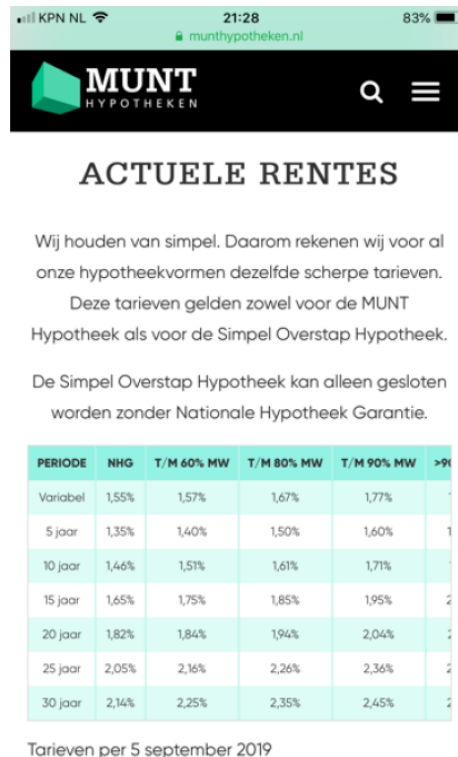 KPN NL 21:28 83%
munthypotheken.nl
MUNT
HYPOTHEKEN
ACTUELE RENTES
Wij houden van simpel. Daarom rekenen wij voor al
onze hypotheekvormen dezelfde scherpe tarieven.
Deze tarieven gelden zowel voor de MUNT
Hypotheek als voor de Simpel Overstap Hypotheek.
De Simpel Overstap Hypotheek kan alleen gesloten
worden zonder Nationale Hypotheek Garantie.
PERIODE NHG T/M 60% MW T/M 80% MW T/M 90% MW
Variabel 1,55% 1,57% 1,67% 1,77%
5 jaar 1,35% 1,40% 1,50% 1,60%
10 jaar 1,46% 1,51% 1,61% 1,71%
15 jaar 1,65% 1,75% 1,85% 1,95%
20 jaar 1,82% 1,84% 1,94% 2,04%
25 jaar 2,05% 2,16% 2,26% 2,36%
30 jaar 2,14% 2,25% 2,35% 2,45%
Tarieven per 5 september 2019